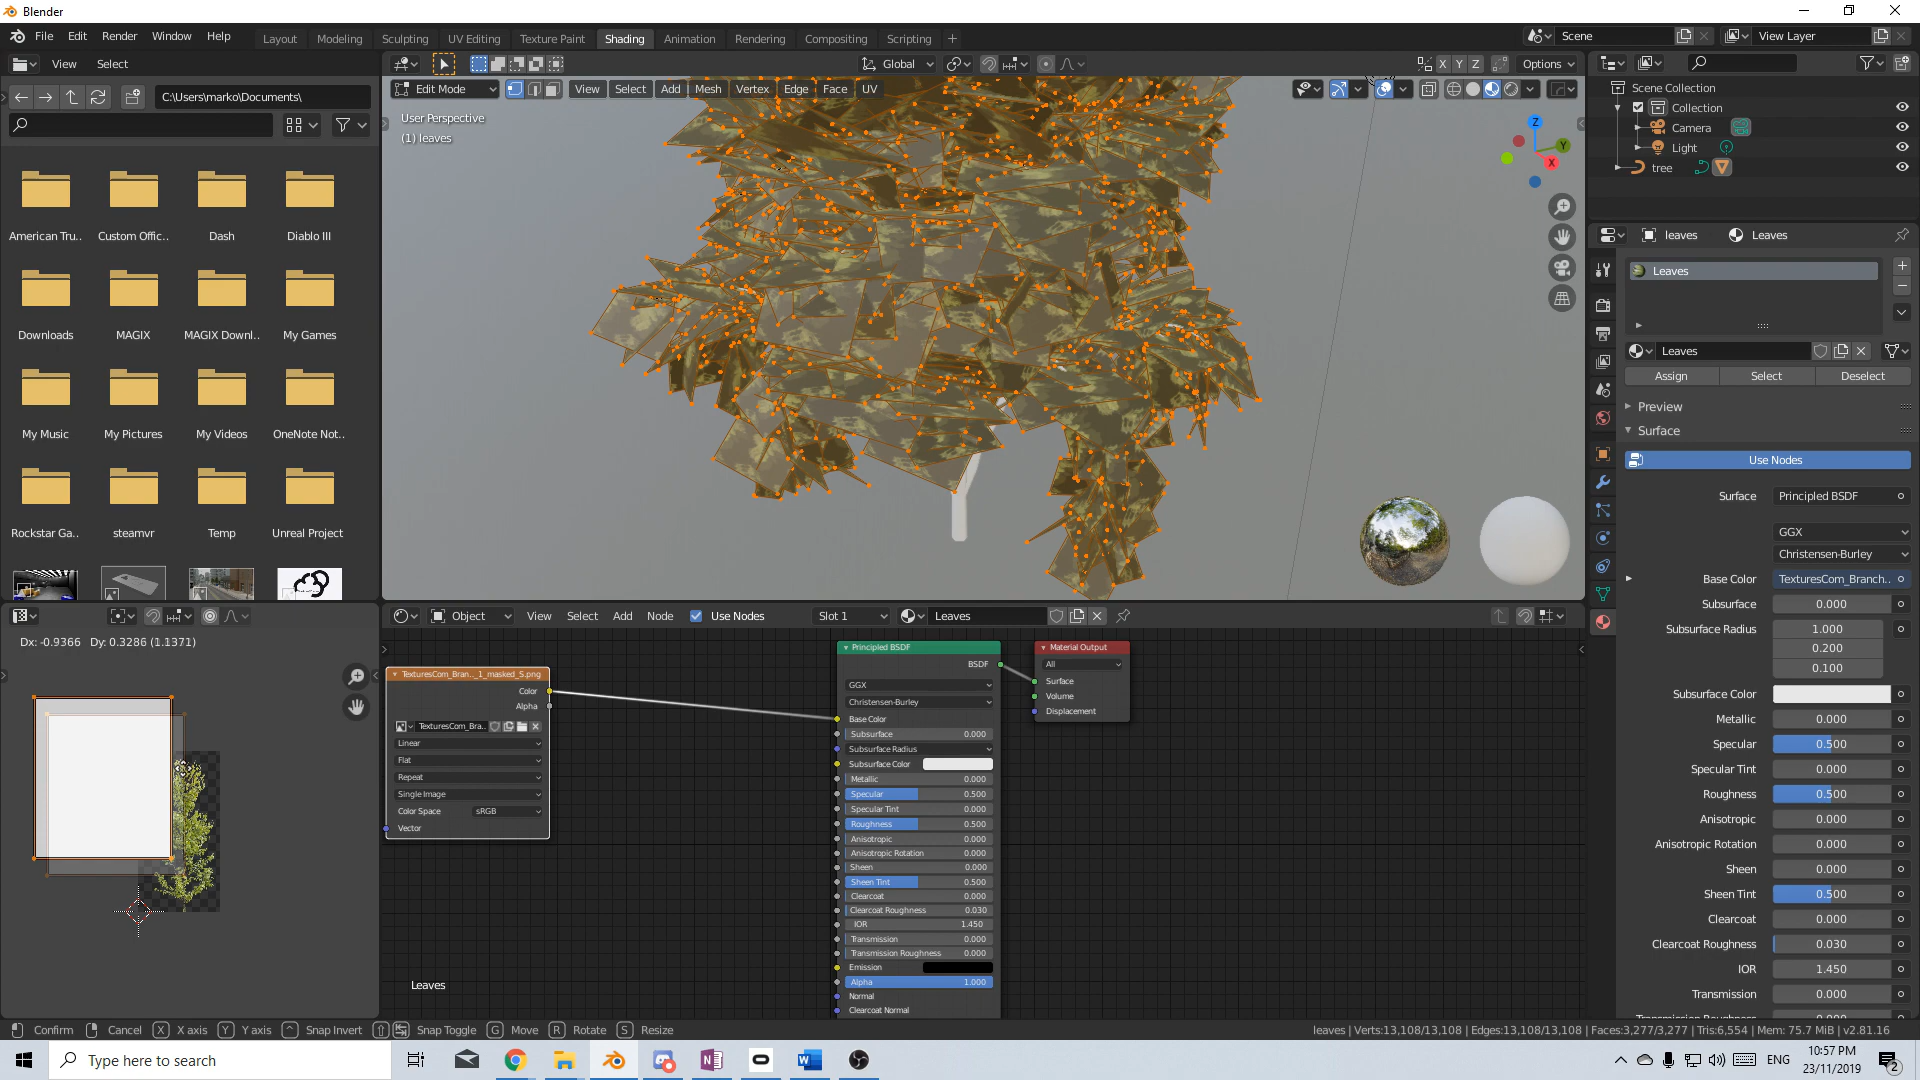 Blender
File Edit Render Window Help
Layout Modeling Sculpting UV Editing Texture Paint Shading Animation Rendering Compositing Scripting +
Scene
View Layer
View Select
Global
X Y Z
Options
C:\Users\marko\Documents\
Edit Mode
View Select Add Mesh Vertex Edge Face UV
User Perspective
(1) leaves
Z
Y
X
Scene Collection
Collection
Camera
Light
tree
American Tru..
Custom Offic..
Dash
Diablo III
Downloads
MAGIX
MAGIX Downl..
My Games
My Music
My Pictures
My Videos
OneNote Not..
Rockstar Ga..
steamvr
Temp
Unreal Project
leaves
Leaves
Leaves
Leaves
Assign Select Deselect
Preview
Surface
Use Nodes
Surface Principled BSDF
GGX
Christensen-Burley
Base Color TexturesCom_Branch..
Subsurface 0.000
Subsurface Radius 1.000
0.200
0.100
Subsurface Color
Metallic 0.000
Specular 0.500
Specular Tint 0.000
Roughness 0.500
Anisotropic 0.000
Anisotropic Rotation 0.000
Sheen 0.000
Sheen Tint 0.500
Clearcoat 0.000
Clearcoat Roughness 0.030
IOR 1.450
Transmission 0.000
Transmission Roughness 0.000
Dx: -0.9366 Dy: 0.3286 (1.1371)
Object View Select Add Node Use Nodes Slot 1 Leaves
TexturesCom_Bran.._1_masked_S.png
Color
Alpha
TexturesCom_Bra..
Linear
Flat
Repeat
Single Image
Color Space sRGB
Vector
Principled BSDF
BSDF
GGX
Christensen-Burley
Base Color
Subsurface 0.000
Subsurface Radius
Subsurface Color
Metallic 0.000
Specular 0.500
Specular Tint 0.000
Roughness 0.500
Anisotropic 0.000
Anisotropic Rotation 0.000
Sheen 0.000
Sheen Tint 0.500
Clearcoat 0.000
Clearcoat Roughness 0.030
IOR 1.450
Transmission 0.000
Transmission Roughness 0.000
Emission
Alpha 1.000
Normal
Clearcoat Normal
Material Output
All
Surface
Volume
Displacement
Leaves
Confirm Cancel X X axis Y Y axis Snap Invert Snap Toggle G Move R Rotate S Resize
leaves | Verts:13,108/13,108 | Edges:13,108/13,108 | Faces:3,277/3,277 | Tris:6,554 | Mem: 75.7 MiB | v2.81.16
Type here to search
ENG
10:57 PM
23/11/2019
2